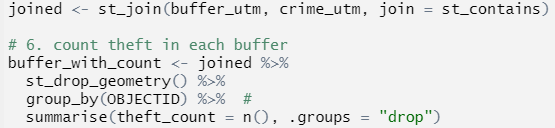 joined <- st_join(buffer_utm, crime_utm, join = st_contains)
# 6. count theft in each buffer
buffer_with_count <- joined %>%
st_drop_geometry() %>%
group_by(OBJECTID) %>% #
summarise(theft_count = n(), .groups = "drop")